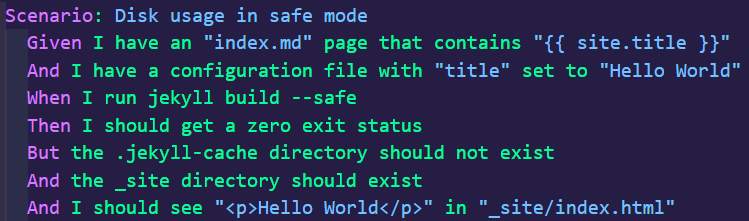 Scenario: Disk usage in safe mode
Given I have an "index.md" page that contains "{{ site.title }}"
And I have a configuration file with "title" set to "Hello World"
When I run jekyll build --safe
Then I should get a zero exit status
But the .jekyll-cache directory should not exist
And the _site directory should exist
And I should see "<p>Hello World</p>" in "_site/index.html"